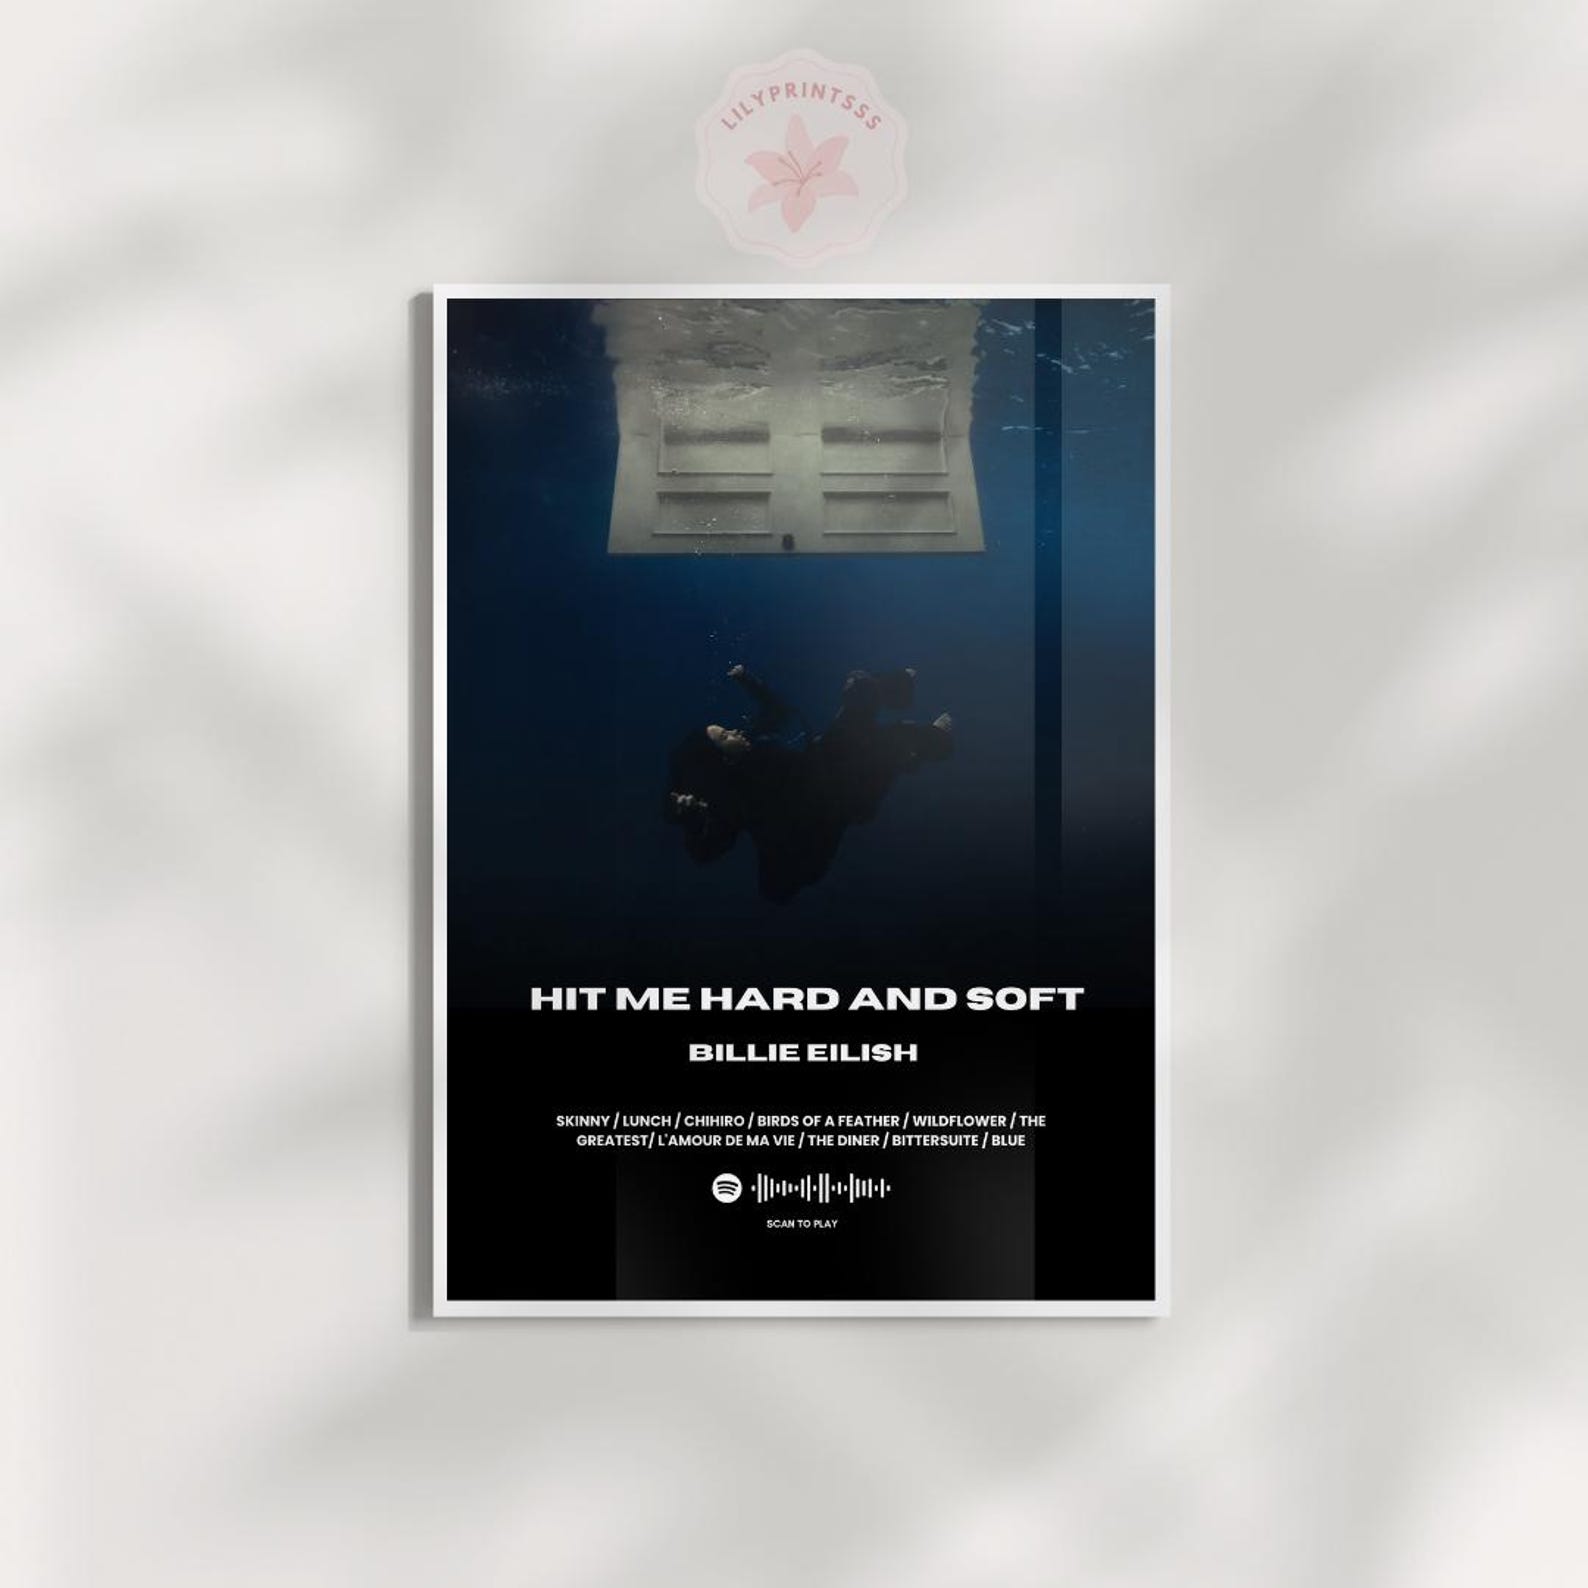 LILYPRINTSSS
HIT ME HARD AND SOFT
BILLIE EILISH
SKINNY / LUNCH / CHIHIRO / BIRDS OF A FEATHER / WILDFLOWER / THE
GREATEST/ L'AMOUR DE MA VIE / THE DINER / BITTERSUITE / BLUE
SCAN TO PLAY